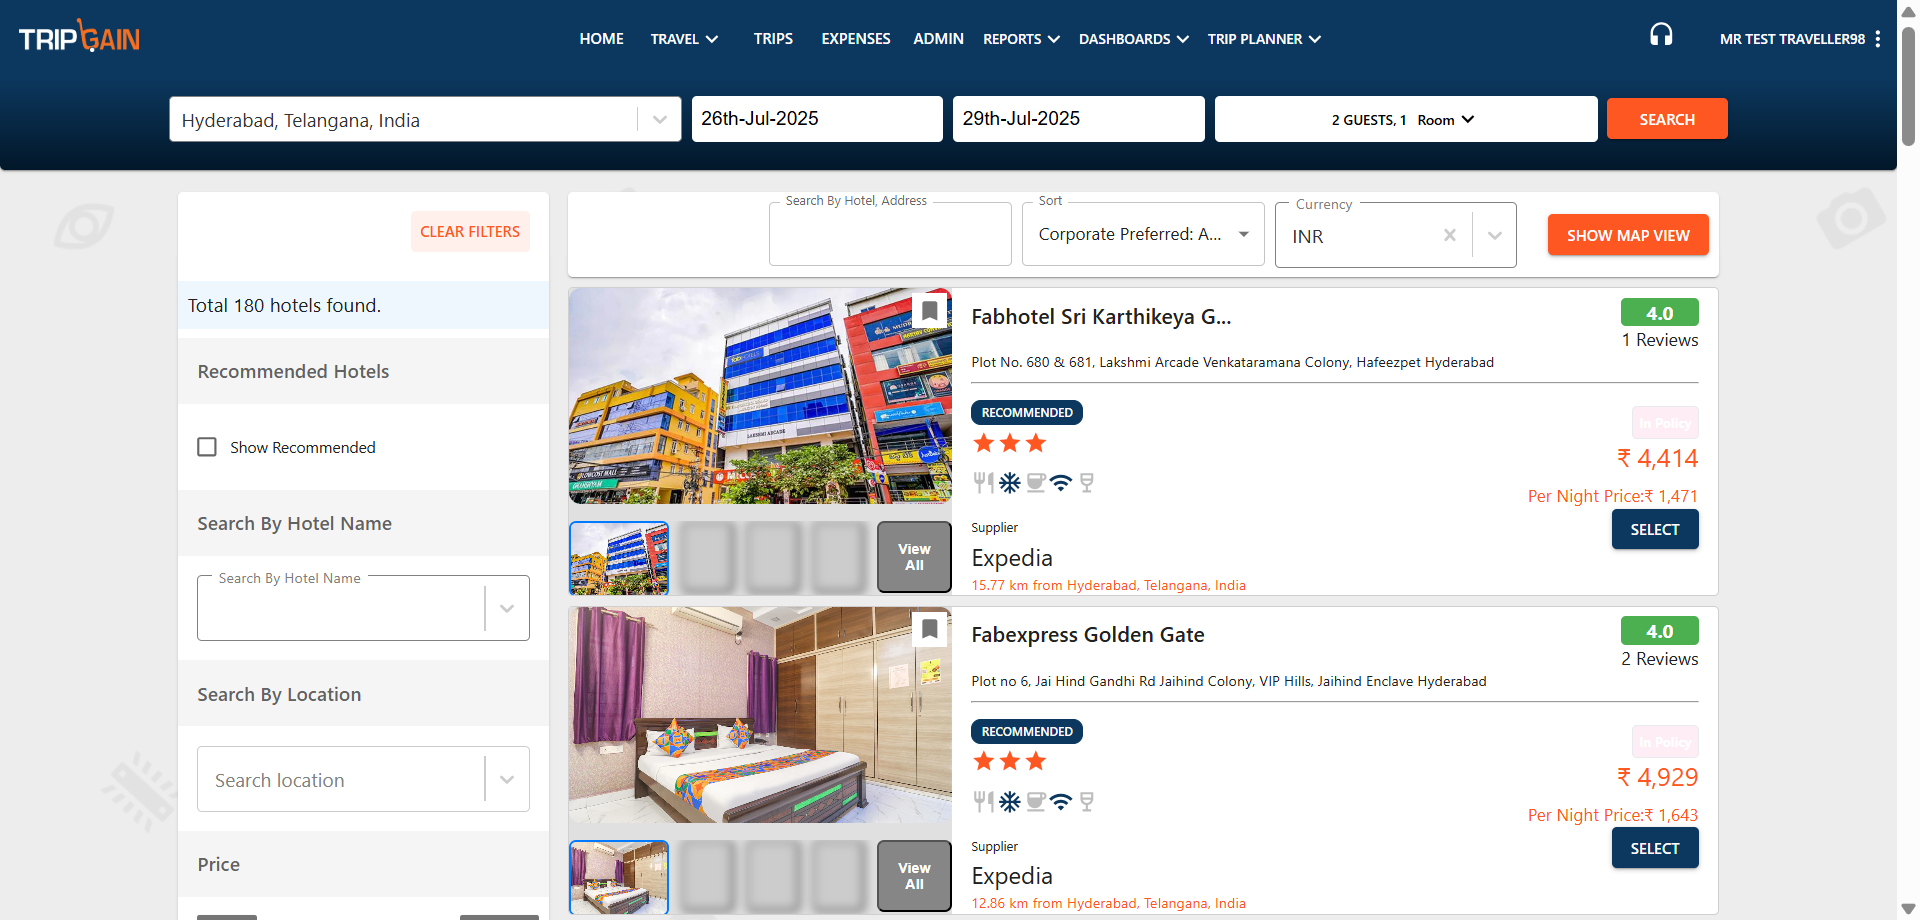 TRIPGAIN
HOME TRAVEL TRIPS EXPENSES ADMIN REPORTS DASHBOARDS TRIP PLANNER
MR TEST TRAVELLER98
Hyderabad, Telangana, India
26th-Jul-2025
29th-Jul-2025
2 GUESTS, 1 Room
SEARCH
CLEAR FILTERS
Total 180 hotels found.
Recommended Hotels
Show Recommended
Search By Hotel Name
Search By Hotel Name
Search By Location
Search location
Price
Search By Hotel, Address
Sort
Corporate Preferred: A...
Currency
INR
SHOW MAP VIEW
Fabhotel Sri Karthikeya G...
4.0
1 Reviews
Plot No. 680 & 681, Lakshmi Arcade Venkataramana Colony, Hafeezpet Hyderabad
RECOMMENDED
In Policy
₹ 4,414
Per Night Price:₹ 1,471
SELECT
Supplier
Expedia
15.77 km from Hyderabad, Telangana, India
View
All
LAKSHMI ARCADE
Fabexpress Golden Gate
4.0
2 Reviews
Plot no 6, Jai Hind Gandhi Rd Jaihind Colony, VIP Hills, Jaihind Enclave Hyderabad
RECOMMENDED
In Policy
₹ 4,929
Per Night Price:₹ 1,643
SELECT
Supplier
Expedia
12.86 km from Hyderabad, Telangana, India
View
All